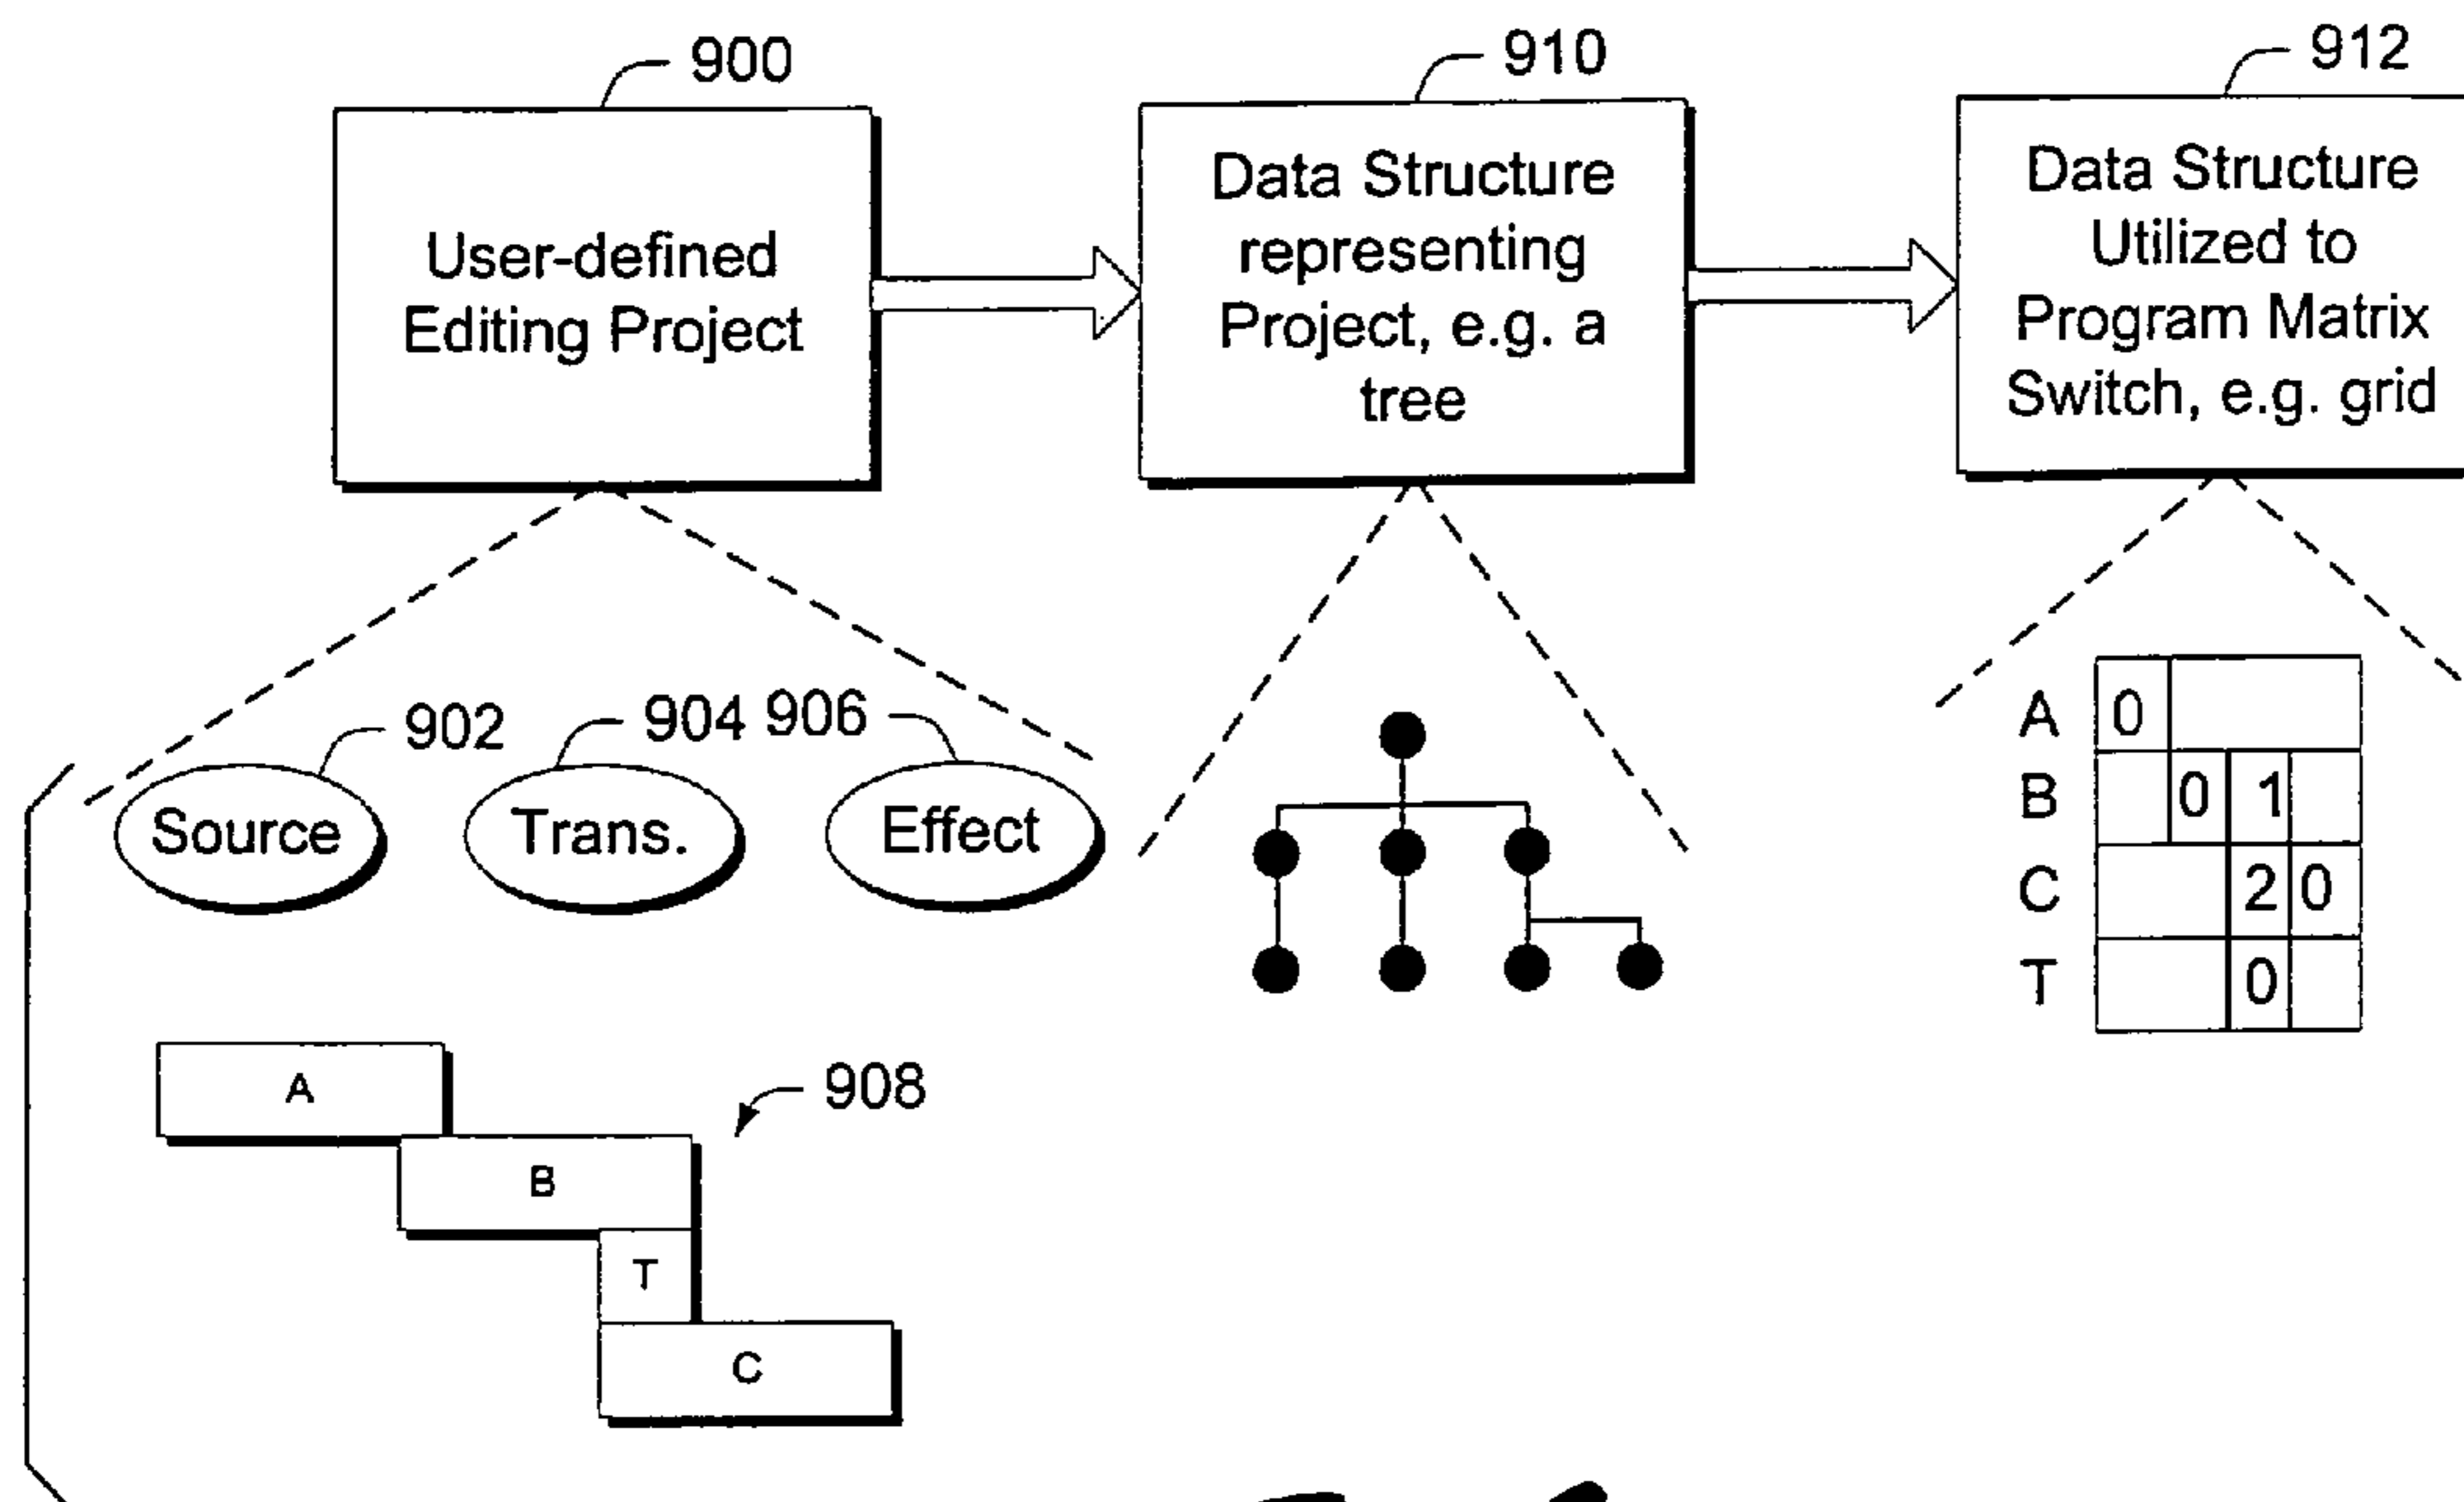 900
910
912
User-defined
Editing Project
Data Structure
representing
Project, e.g. a
tree
Data Structure
Utilized to
Program Matrix
Switch, e.g. grid
902
904
906
Source
Trans.
Effect
A 0
B 0 1
C 2 0
T 0
908
A
B
T
C